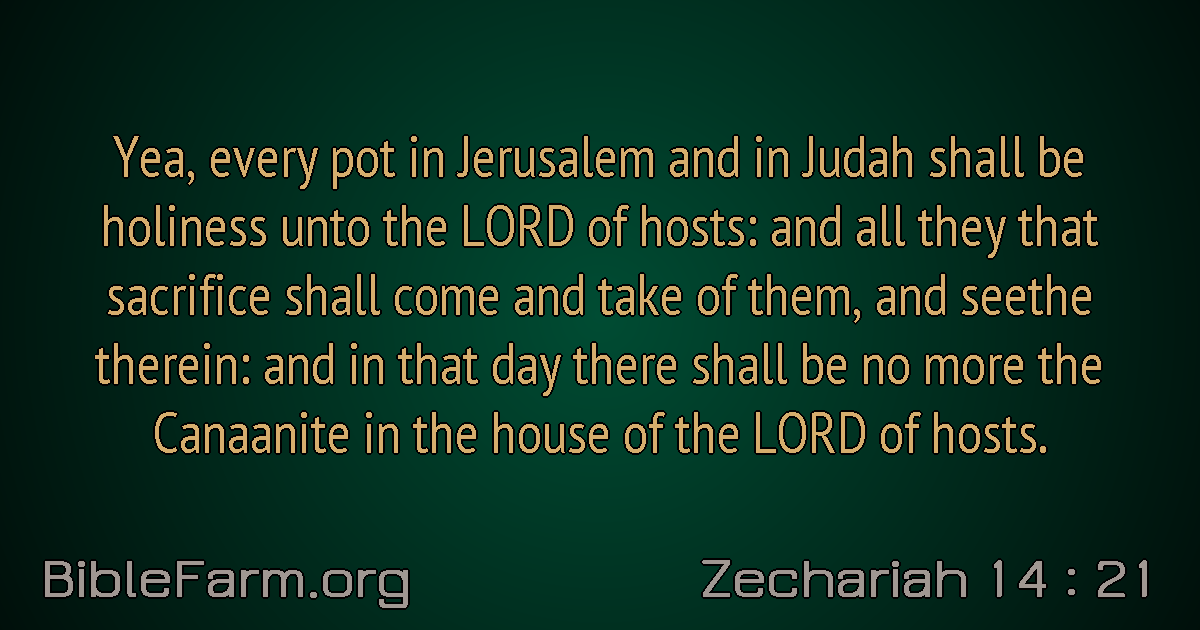 Yea, every pot in Jerusalem and in Judah shall be
holiness unto the LORD of hosts: and all they that
sacrifice shall come and take of them, and seethe
therein: and in that day there shall be no more the
Canaanite in the house of the LORD of hosts.
BibleFarm.org
Zechariah 14 : 21